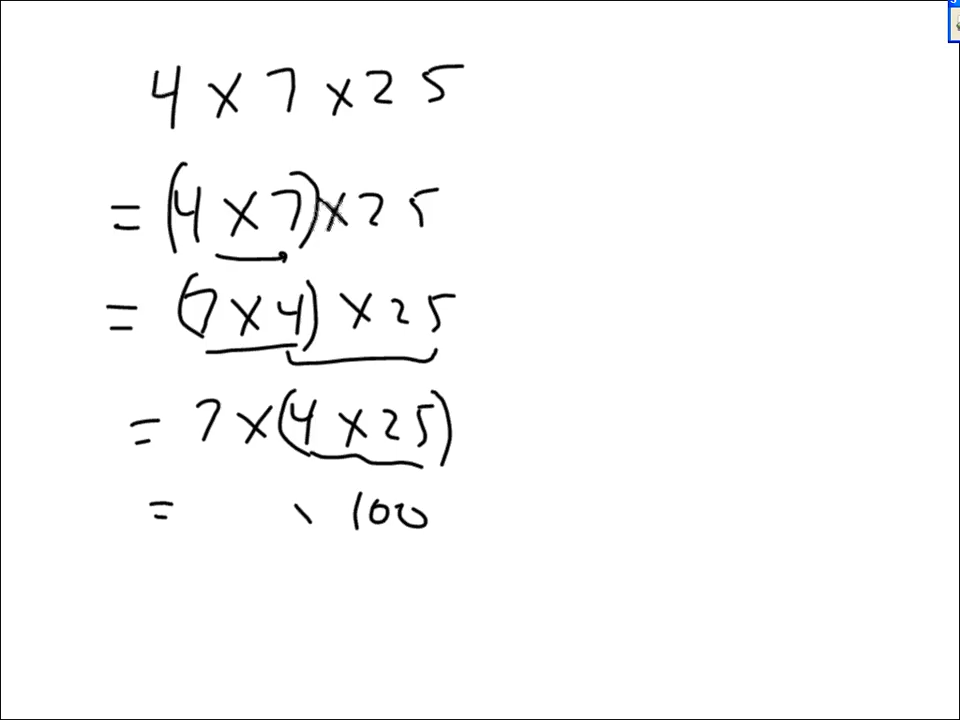 4 × 7 × 25
= (4 × 7) × 25
= (7 × 4) × 25
= 7 × (4 × 25)
= \ 100